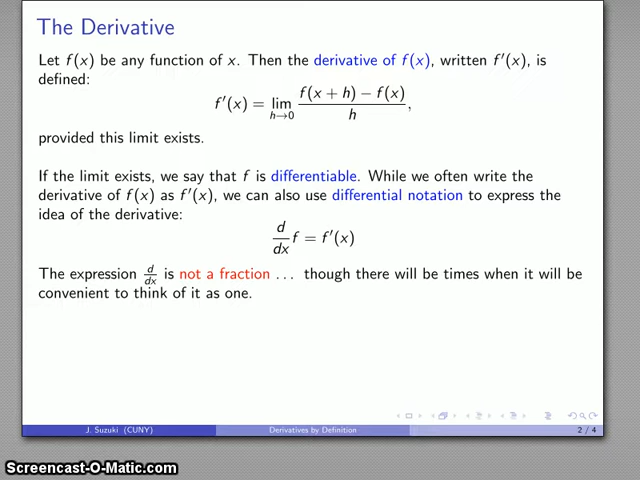 The Derivative
Let f(x) be any function of x. Then the derivative of f(x), written f′(x), is
defined:
f′(x) = lim h→0 f(x + h) − f(x) / h,
provided this limit exists.
If the limit exists, we say that f is differentiable. While we often write the
derivative of f(x) as f′(x), we can also use differential notation to express the
idea of the derivative:
d/dx f = f′(x)
The expression d/dx is not a fraction . . . though there will be times when it will be
convenient to think of it as one.
J. Suzuki (CUNY) Derivatives by Definition 2 / 4
Screencast-O-Matic.com